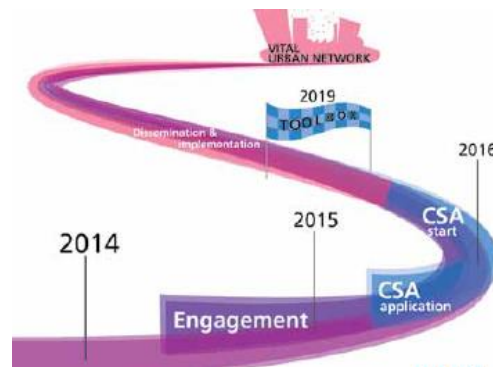 VITAL
URBAN NETWORK
2019
TOOLBOX
Dissemination &
implementation
2016
CSA
start
2015
2014
CSA
application
Engagement